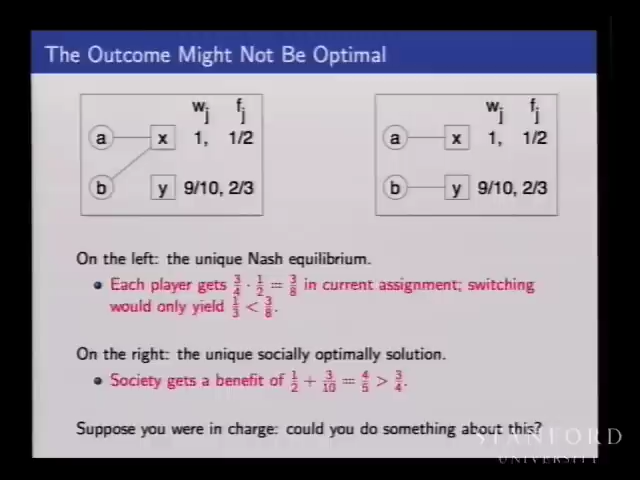 The Outcome Might Not Be Optimal
w_j f_j w_j f_j
a x 1, 1/2 a x 1, 1/2
b y 9/10, 2/3 b y 9/10, 2/3
On the left: the unique Nash equilibrium.
• Each player gets 3/4 · 1/2 = 3/8 in current assignment; switching
would only yield 1/3 < 3/8.
On the right: the unique socially optimally solution.
• Society gets a benefit of 1/2 + 3/10 = 4/5 > 3/4.
Suppose you were in charge: could you do something about this?
STANFORD
UNIVERSITY